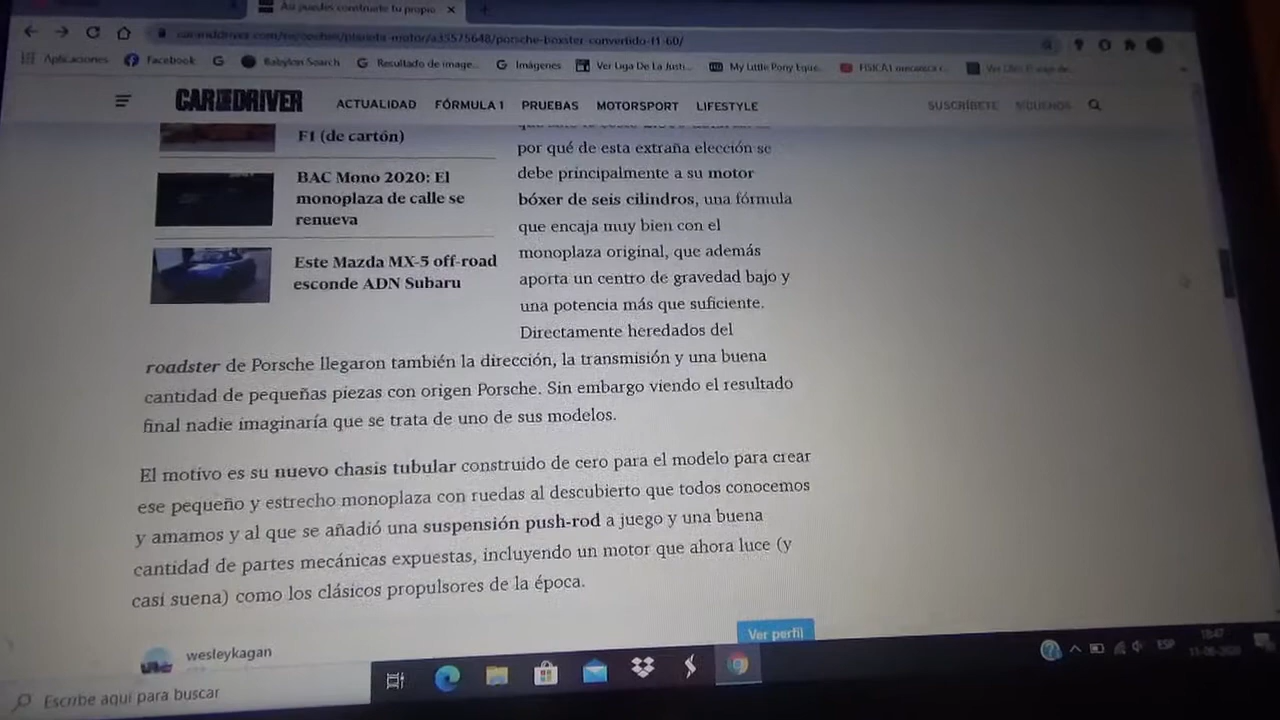 Así puedes construirte tu propio
caranddriver.com/es/coches/planeta-motor/a35575648/porsche-boxster-convertido-f1-60/
Aplicaciones Facebook Babylon Search Resultado de image... Imágenes Ver Liga De La Justi... My Little Pony Eque... FISICA1
CAR AND DRIVER ACTUALIDAD FÓRMULA 1 PRUEBAS MOTORSPORT LIFESTYLE SUSCRÍBETE SÍGUENOS
F1 (de cartón)
BAC Mono 2020: El
monoplaza de calle se
renueva
Este Mazda MX-5 off-road
esconde ADN Subaru
por qué de esta extraña elección se
debe principalmente a su motor
bóxer de seis cilindros, una fórmula
que encaja muy bien con el
monoplaza original, que además
aporta un centro de gravedad bajo y
una potencia más que suficiente.
Directamente heredados del
roadster de Porsche llegaron también la dirección, la transmisión y una buena
cantidad de pequeñas piezas con origen Porsche. Sin embargo viendo el resultado
final nadie imaginaría que se trata de uno de sus modelos.
El motivo es su nuevo chasis tubular construido de cero para el modelo para crear
ese pequeño y estrecho monoplaza con ruedas al descubierto que todos conocemos
y amamos y al que se añadió una suspensión push-rod a juego y una buena
cantidad de partes mecánicas expuestas, incluyendo un motor que ahora luce (y
casi suena) como los clásicos propulsores de la época.
wesleykagan
Ver perfil
Escribe aquí para buscar
ESP
18:47